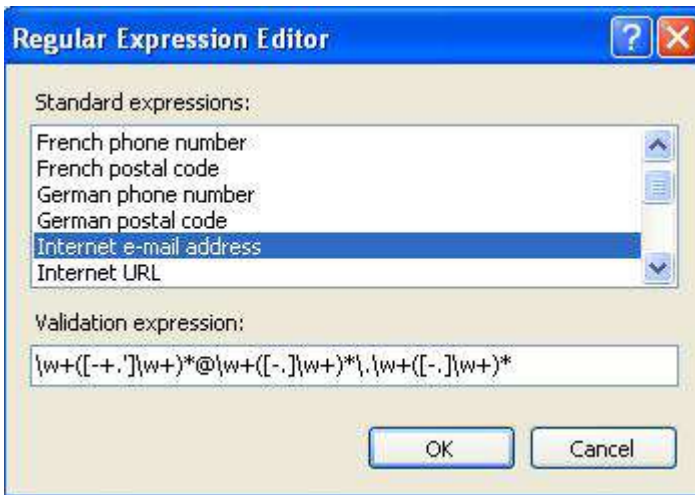 Regular Expression Editor
Standard expressions:
French phone number
French postal code
German phone number
German postal code
Internet e-mail address
Internet URL
Validation expression:
\w+([-+.']\w+)*@\w+([-.]\w+)*\.\w+([-.]\w+)*
OK Cancel